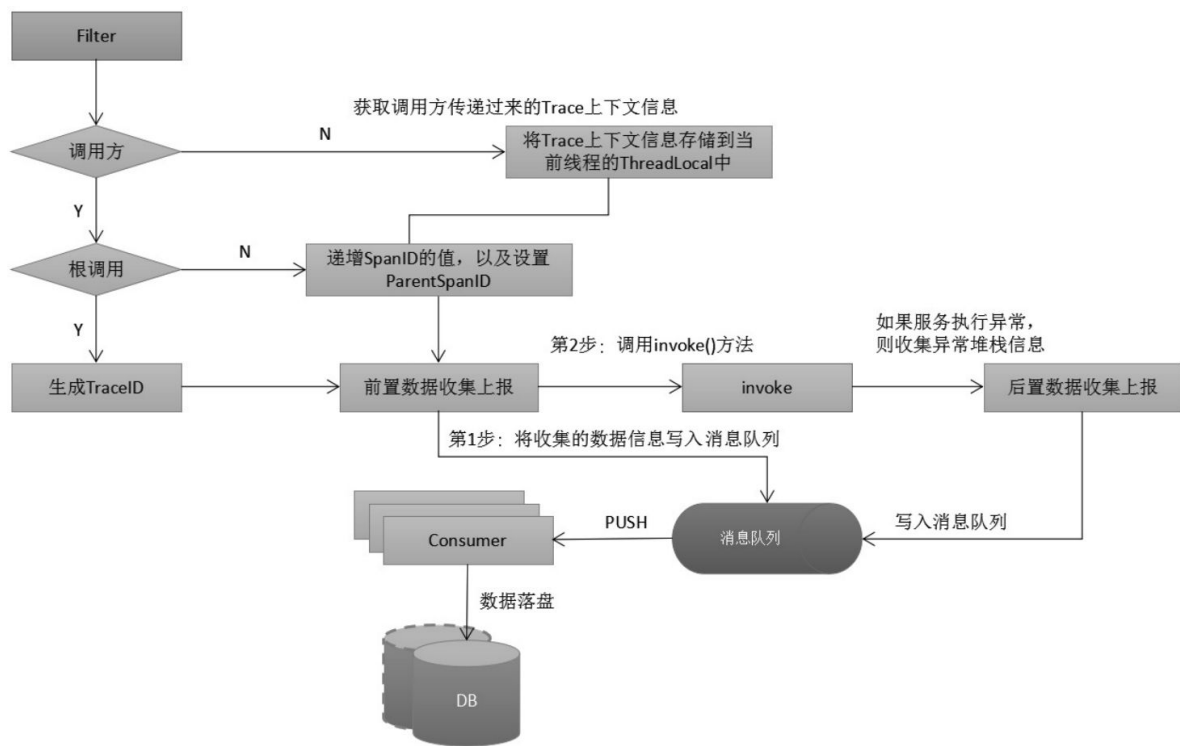 Filter
获取调用方传递过来的Trace上下文信息
调用方
N
将Trace上下文信息存储到当
前线程的ThreadLocal中
Y
根调用
N
递增SpanID的值，以及设置
ParentSpanID
Y
第2步：调用invoke()方法
如果服务执行异常，
则收集异常堆栈信息
生成TraceID
前置数据收集上报
invoke
后置数据收集上报
第1步：将收集的数据信息写入消息队列
PUSH
Consumer
消息队列
写入消息队列
数据落盘
DB